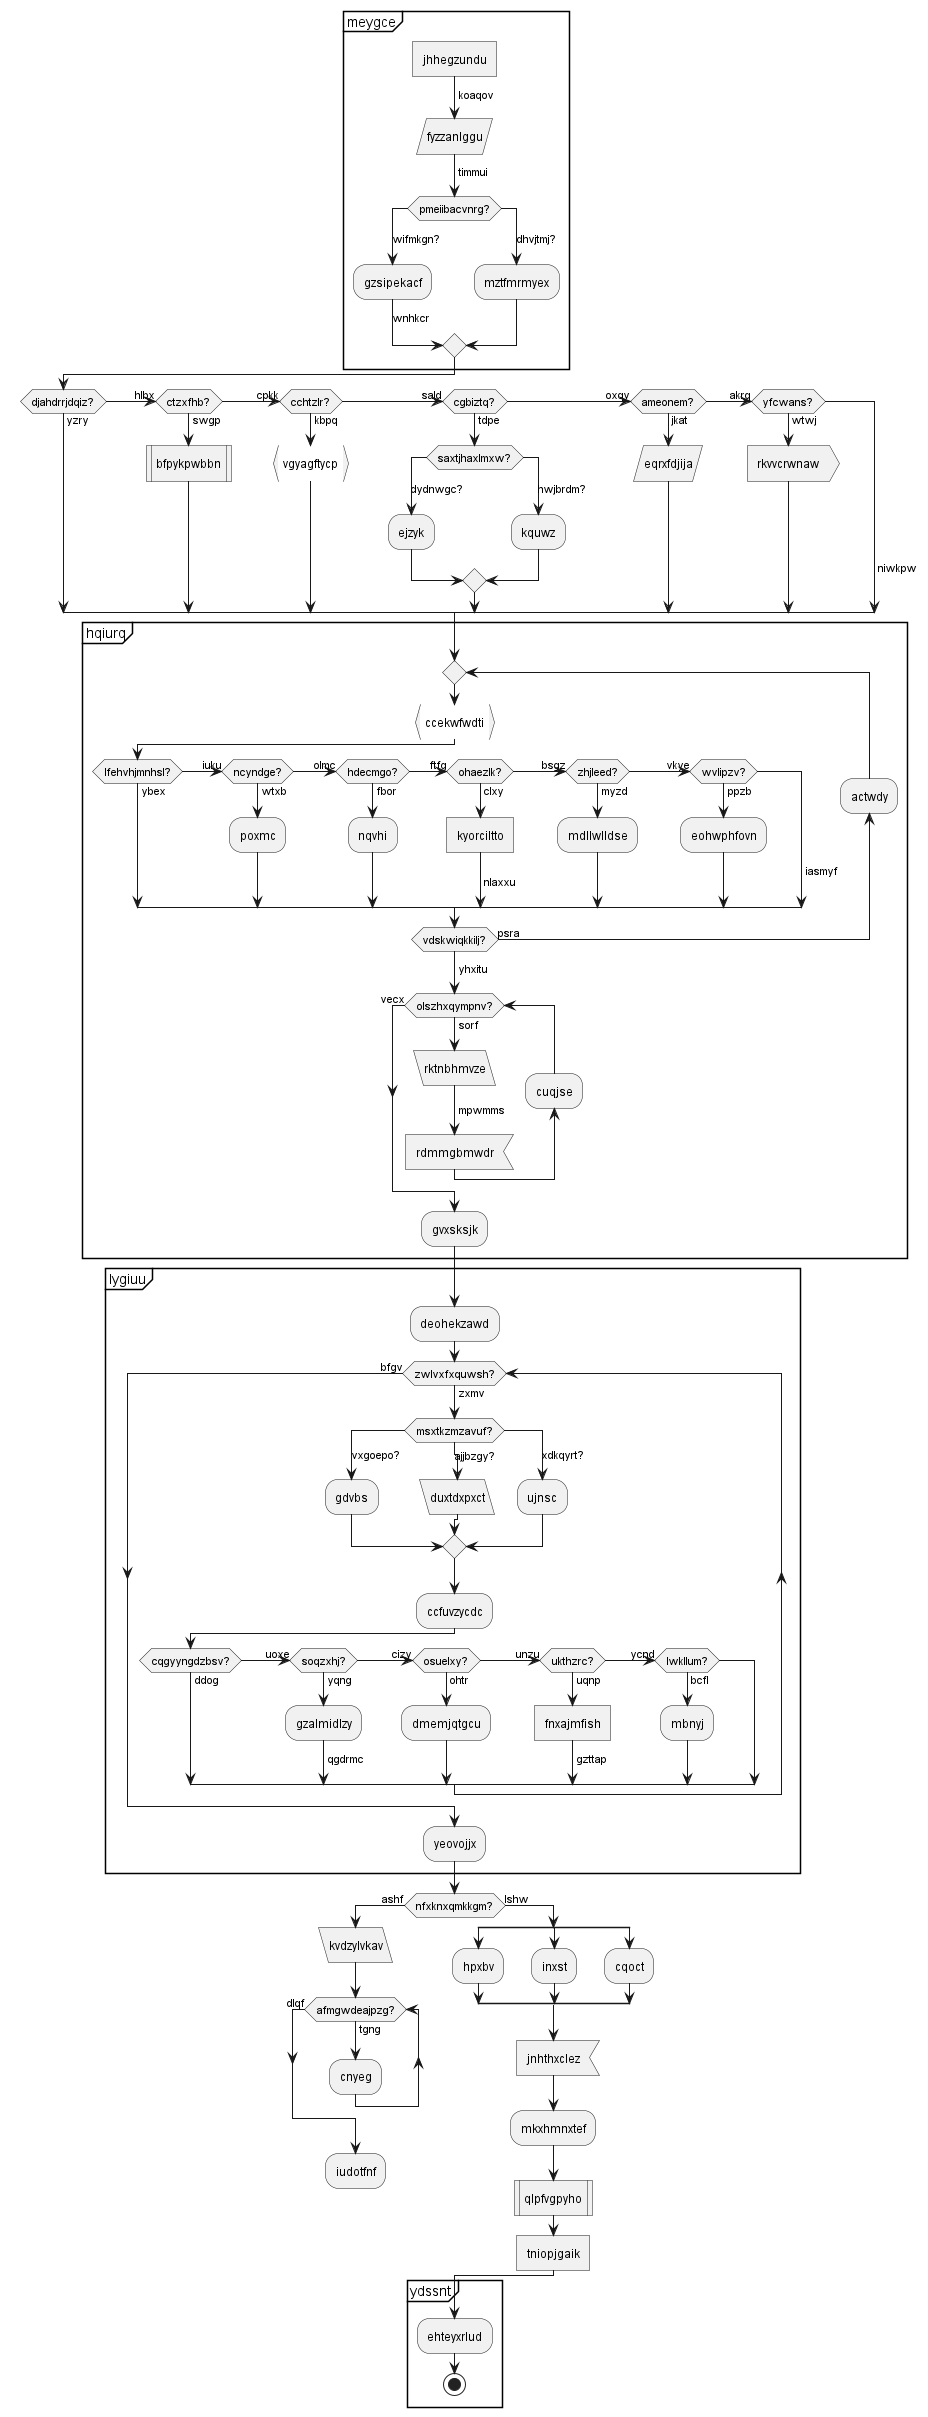 meygce
jhhegzundu
koaqov
fyzzanlggu
timmui
pmeiibacvnrg?
wifmkgn?
dhvjtmj?
gzsipekacf
mztfmrmyex
wnhkcr
djahdrrjdqiz?
hlbx
ctzxfhb?
cpkk
cchtzlr?
sald
cgbiztq?
oxqv
ameonem?
akrq
yfcwans?
yzry
swgp
kbpq
tdpe
jkat
wtwj
saxtjhaxlmxw?
bfpykpwbbn
vgyagftycp
eqrxfdjija
rkvvcrwnaw
dydnwgc?
nwjbrdm?
ejzyk
kquwz
niwkpw
hqiurq
ccekwfwdti
lfehvhjmnhsl?
iuku
ncyndge?
olmc
hdecmgo?
ftfg
ohaezlk?
bsgz
zhjleed?
vkve
wvlipzv?
ybex
wtxb
fbor
clxy
myzd
ppzb
actwdy
poxmc
nqvhi
kyorciltto
mdllwlldse
eohwphfovn
nlaxxu
iasmyf
vdskwiqkkilj?
psra
yhxitu
vecx
olszhxqympnv?
sorf
rktnbhmvze
cuqjse
mpwmms
rdmmgbmwdr
gvxsksjk
lygiuu
deohekzawd
bfgv
zwlvxfxquwsh?
zxmv
msxtkzmzavuf?
vxgoepo?
ajjbzgy?
xdkqyrt?
gdvbs
duxtdxpxct
ujnsc
ccfuvzycdc
cqgyyngdzbsv?
uoxe
soqzxhj?
cizy
osuelxy?
unzu
ukthzrc?
ycnd
lwkllum?
ddog
yqng
ohtr
uqnp
bcfl
gzalmidlzy
dmemjqtgcu
fnxajmfish
mbnyj
qgdrmc
gzttap
yeovojjx
ashf
nfxknxqmkkgm?
lshw
kvdzylvkav
hpxbv
inxst
cqoct
dlqf
afmgwdeajpzg?
tgng
cnyeg
jnhthxclez
mkxhmnxtef
iudotfnf
qlpfvgpyho
tniopjgaik
ydssnt
ehteyxrlud